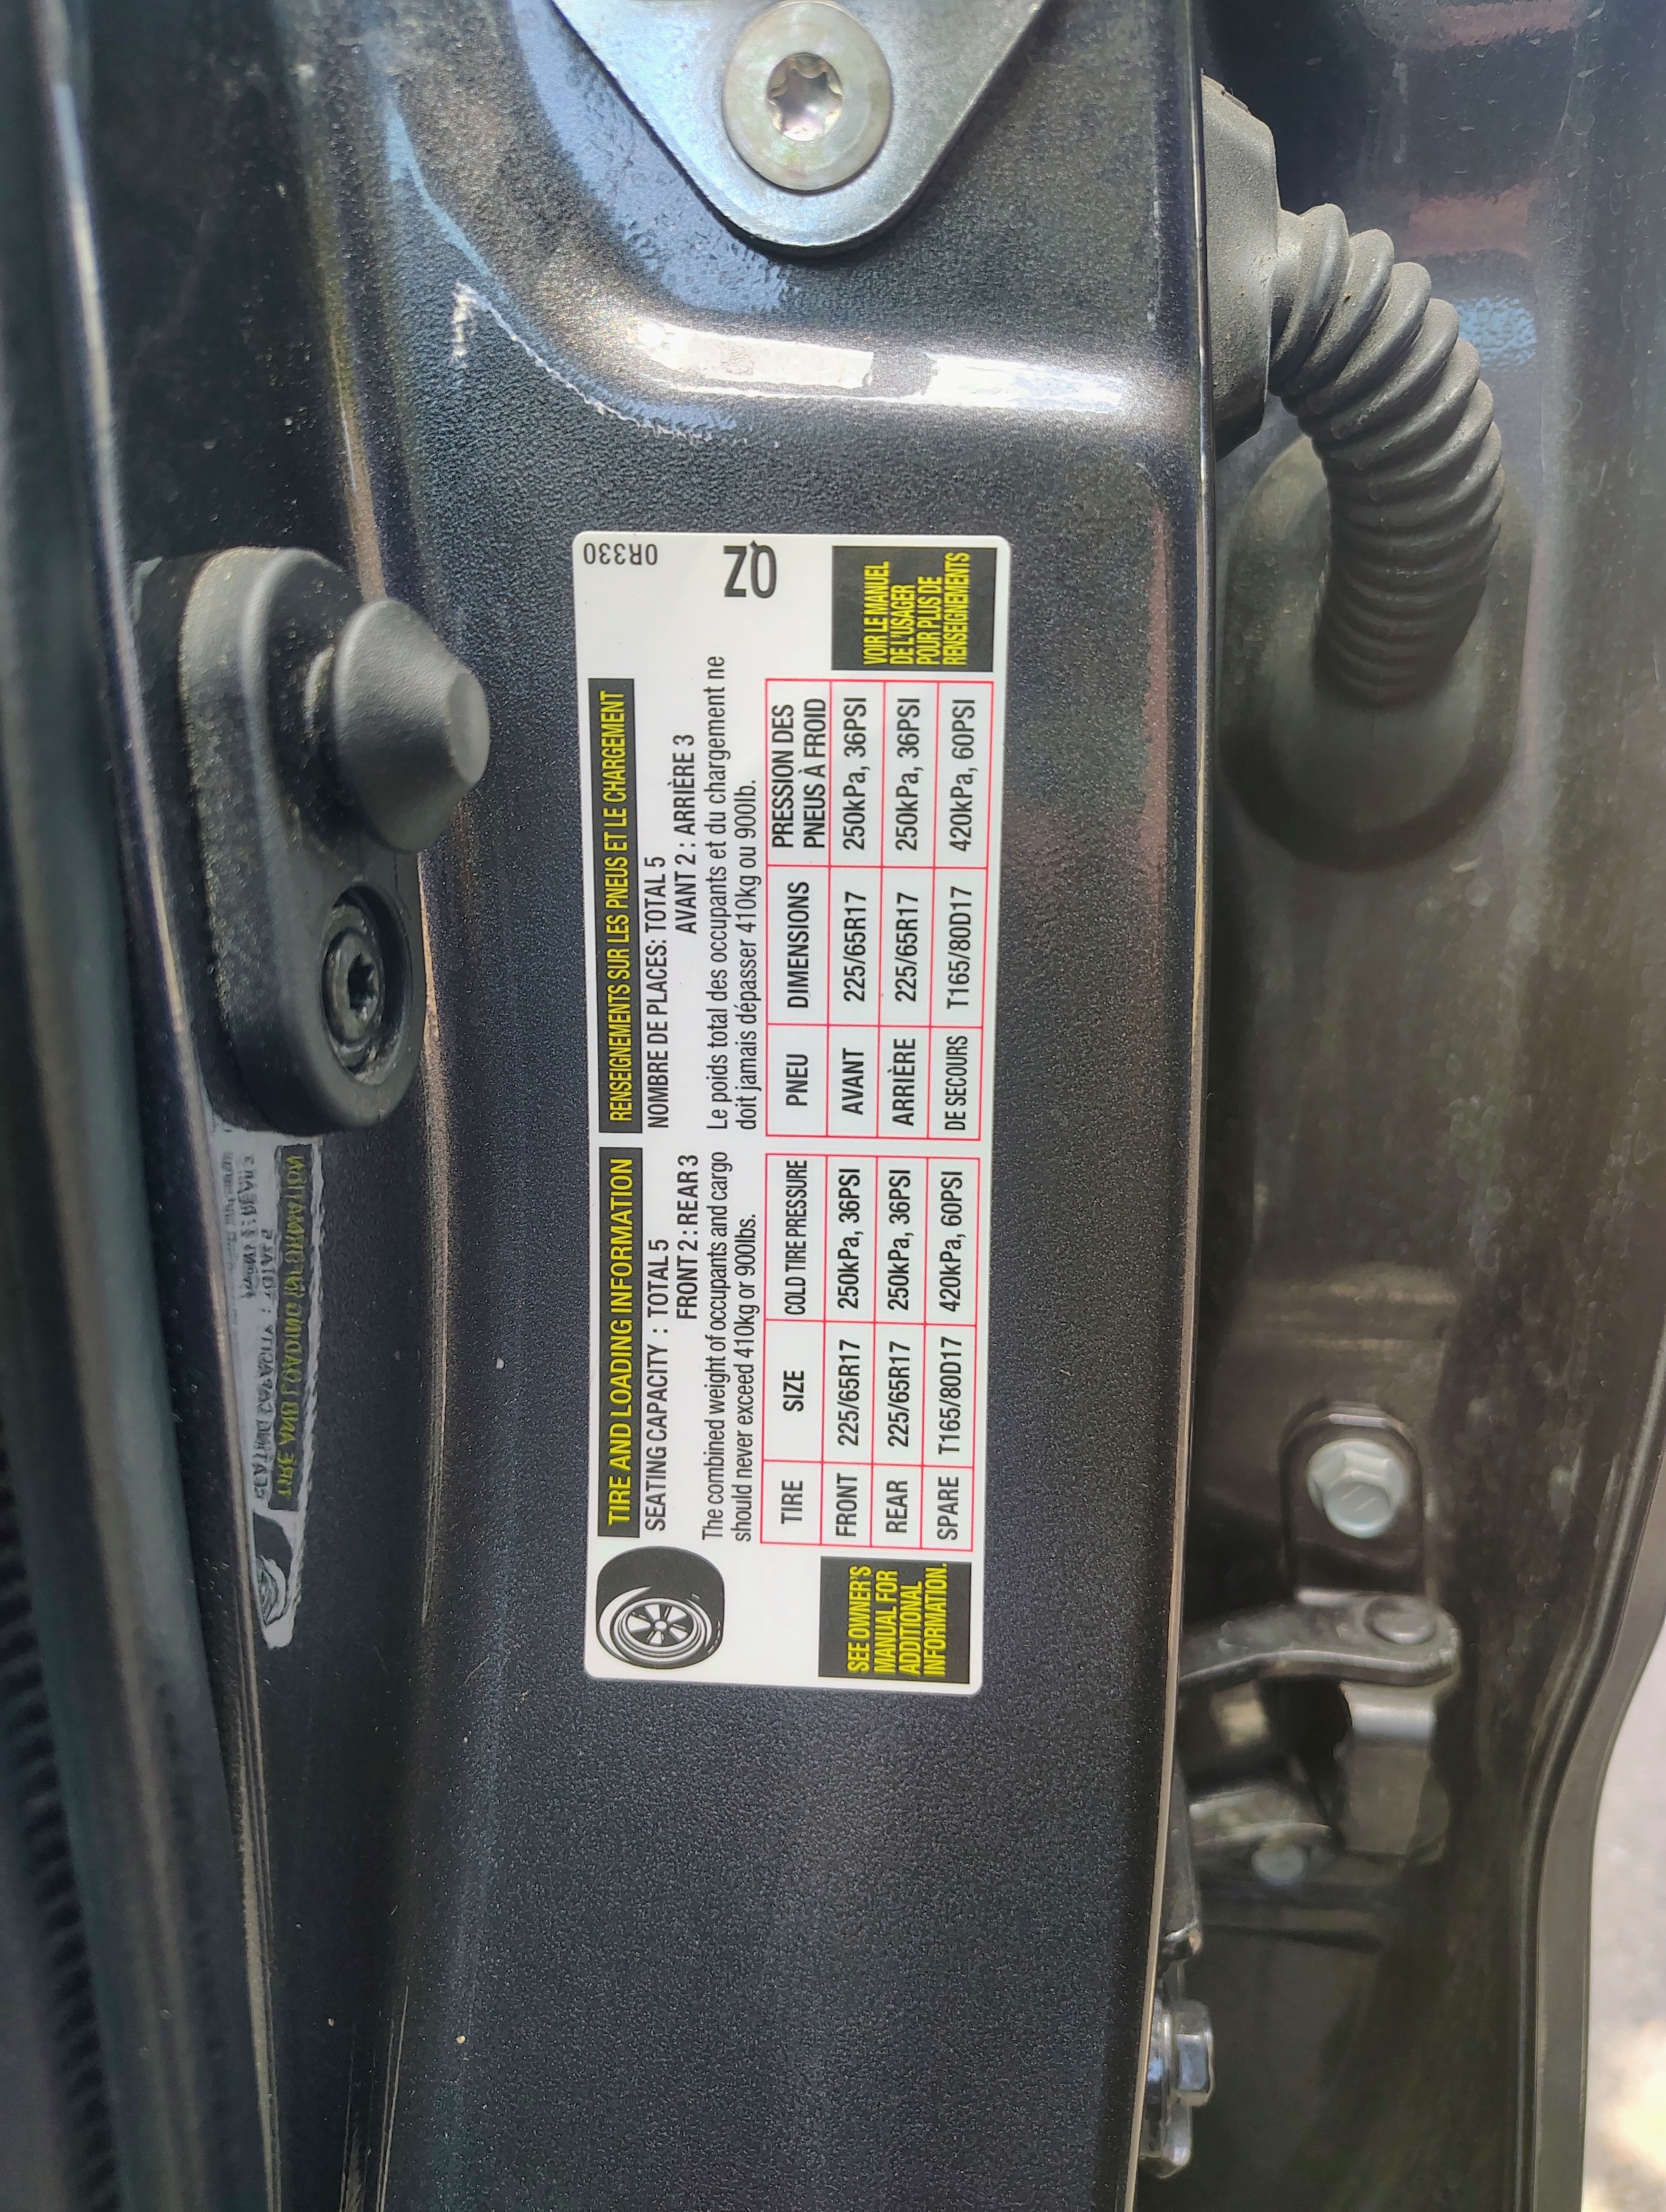 TIRE AND LOADING INFORMATION
SEATING CAPACITY : TOTAL 5
FRONT 2 : REAR 3
The combined weight of occupants and cargo
should never exceed 410kg or 900lbs.
TIRE SIZE COLD TIRE PRESSURE
FRONT 225/65R17 250kPa, 36PSI
REAR 225/65R17 250kPa, 36PSI
SPARE T165/80D17 420kPa, 60PSI
SEE OWNER'S
MANUAL FOR
ADDITIONAL
INFORMATION.
RENSEIGNEMENTS SUR LES PNEUS ET LE CHARGEMENT
NOMBRE DE PLACES: TOTAL 5
AVANT 2 : ARRIÈRE 3
Le poids total des occupants et du chargement ne
doit jamais dépasser 410kg ou 900lb.
PNEU DIMENSIONS PRESSION DES
PNEUS À FROID
AVANT 225/65R17 250kPa, 36PSI
ARRIÈRE 225/65R17 250kPa, 36PSI
DE SECOURS T165/80D17 420kPa, 60PSI
0R330
QZ
VOIR LE MANUEL
DE L'USAGER
POUR PLUS DE
RENSEIGNEMENTS